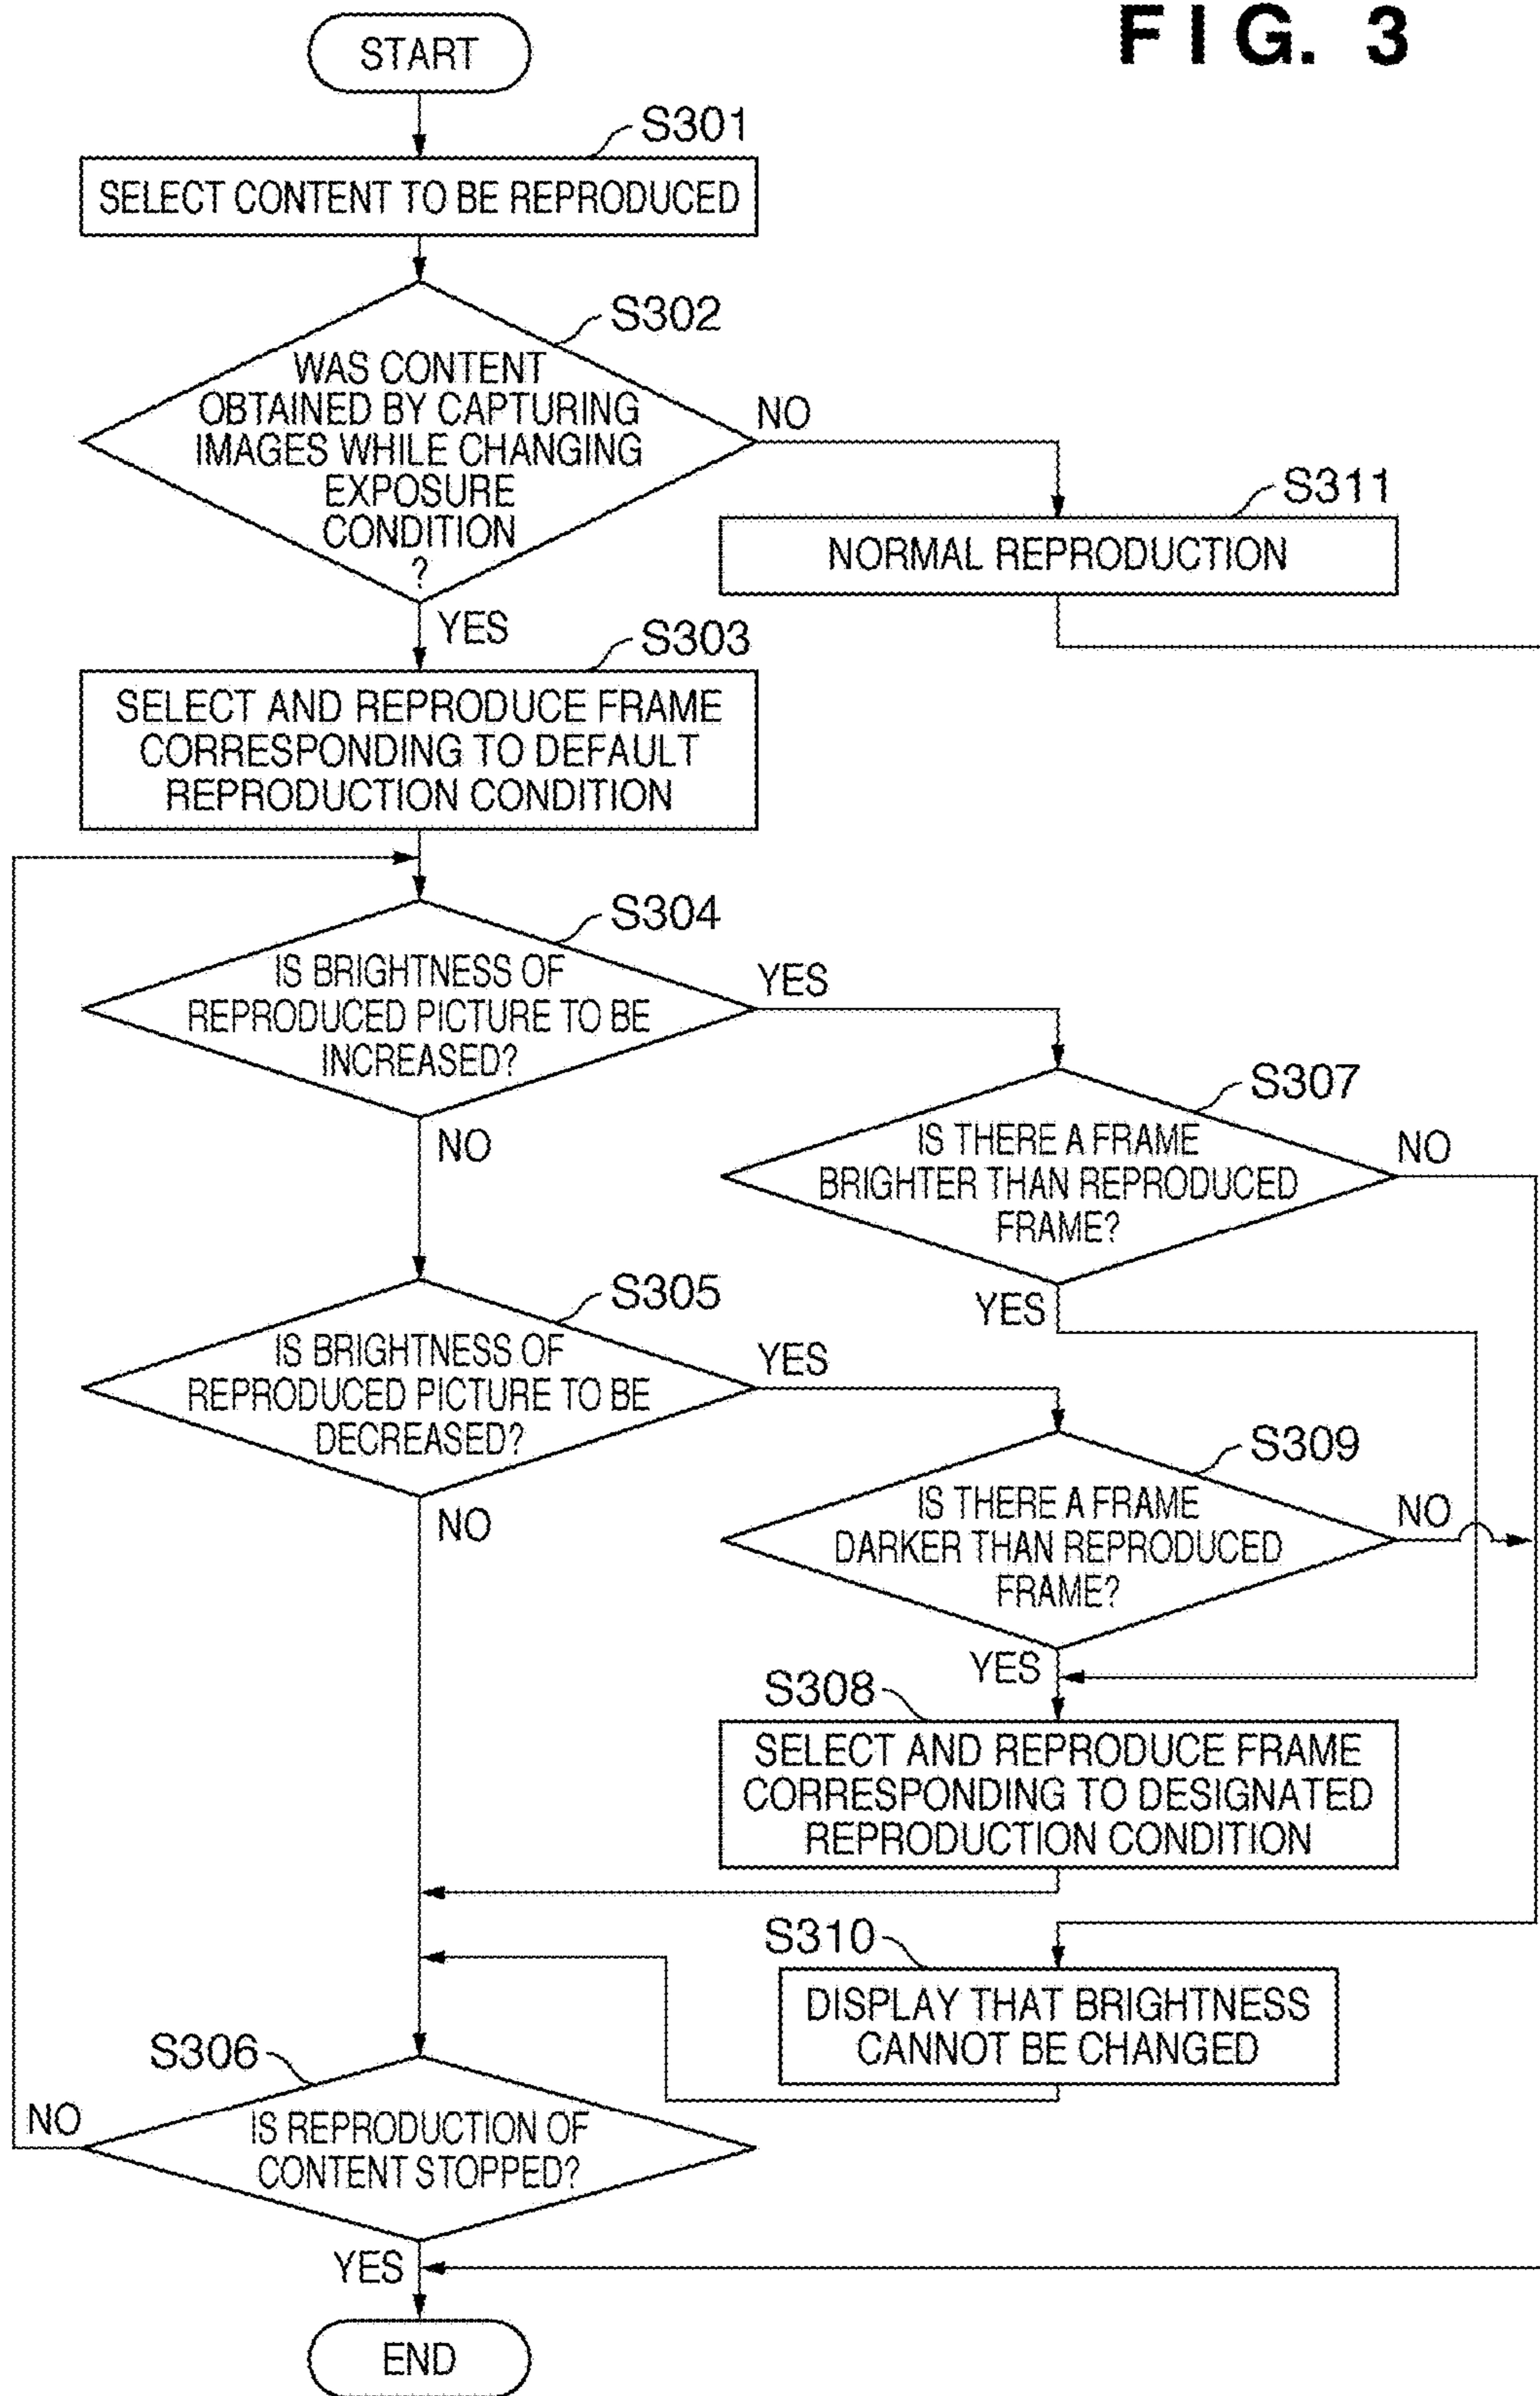 FIG. 3
START
S301
SELECT CONTENT TO BE REPRODUCED
S302
WAS CONTENT
OBTAINED BY CAPTURING
IMAGES WHILE CHANGING
EXPOSURE
CONDITION
?
NO
S311
NORMAL REPRODUCTION
YES
S303
SELECT AND REPRODUCE FRAME
CORRESPONDING TO DEFAULT
REPRODUCTION CONDITION
S304
IS BRIGHTNESS OF
REPRODUCED PICTURE TO BE
INCREASED?
YES
NO
S307
IS THERE A FRAME
BRIGHTER THAN REPRODUCED
FRAME?
NO
YES
S305
IS BRIGHTNESS OF
REPRODUCED PICTURE TO BE
DECREASED?
YES
NO
S309
IS THERE A FRAME
DARKER THAN REPRODUCED
FRAME?
NO
YES
S308
SELECT AND REPRODUCE FRAME
CORRESPONDING TO DESIGNATED
REPRODUCTION CONDITION
S310
DISPLAY THAT BRIGHTNESS
CANNOT BE CHANGED
S306
IS REPRODUCTION OF
CONTENT STOPPED?
NO
YES
END